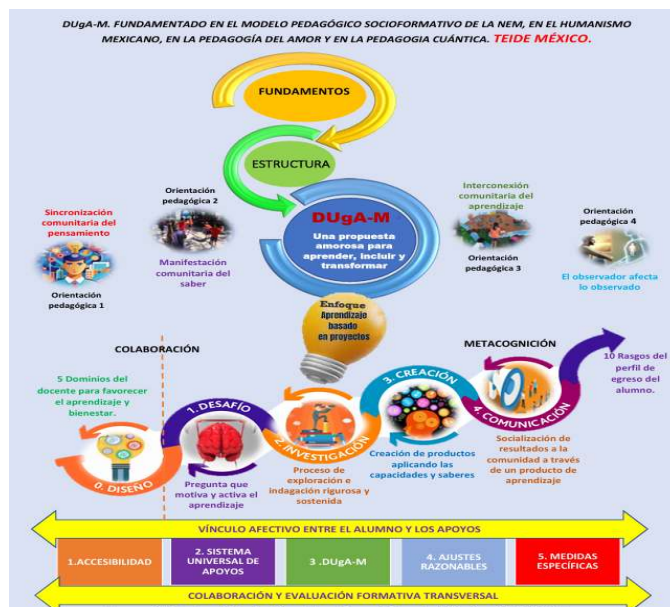 DUgA-M. FUNDAMENTADO EN EL MODELO PEDAGÓGICO SOCIOFORMATIVO DE LA NEM, EN EL HUMANISMO
MEXICANO, EN LA PEDAGOGÍA DEL AMOR Y EN LA PEDAGOGIA CUÁNTICA. TEIDE MÉXICO.
FUNDAMENTOS
ESTRUCTURA
DUgA-M
Una propuesta
amorosa para
aprender, incluir y
transformar
Sincronización
comunitaria del
pensamiento
Orientación
pedagógica 1
Orientación
pedagógica 2
Manifestación
comunitaria del
saber
Interconexión
comunitaria del
aprendizaje
Orientación
pedagógica 3
Orientación
pedagógica 4
El observador afecta
lo observado
Enfoque
Aprendizaje
basado
en proyectos
COLABORACIÓN
METACOGNICIÓN
5 Dominios del
docente para favorecer
el aprendizaje y
bienestar.
0. DISEÑO
1.DESAFÍO
Pregunta que
motiva y activa el
aprendizaje
2. INVESTIGACIÓN
Proceso de
exploración e
indagación rigurosa y
sostenida
3. CREACIÓN
Creación de productos
aplicando las
capacidades y saberes
4. COMUNICACIÓN
Socialización de
resultados a la
comunidad a través
de un producto de
aprendizaje
10 Rasgos del
perfil de
egreso del
alumno.
VÍNCULO AFECTIVO ENTRE EL ALUMNO Y LOS APOYOS
1.ACCESIBILIDAD
2. SISTEMA
UNIVERSAL DE
APOYOS
3 .DUgA-M
4. AJUSTES
RAZONABLES
5. MEDIDAS
ESPECÍFICAS
COLABORACIÓN Y EVALUACIÓN FORMATIVA TRANSVERSAL